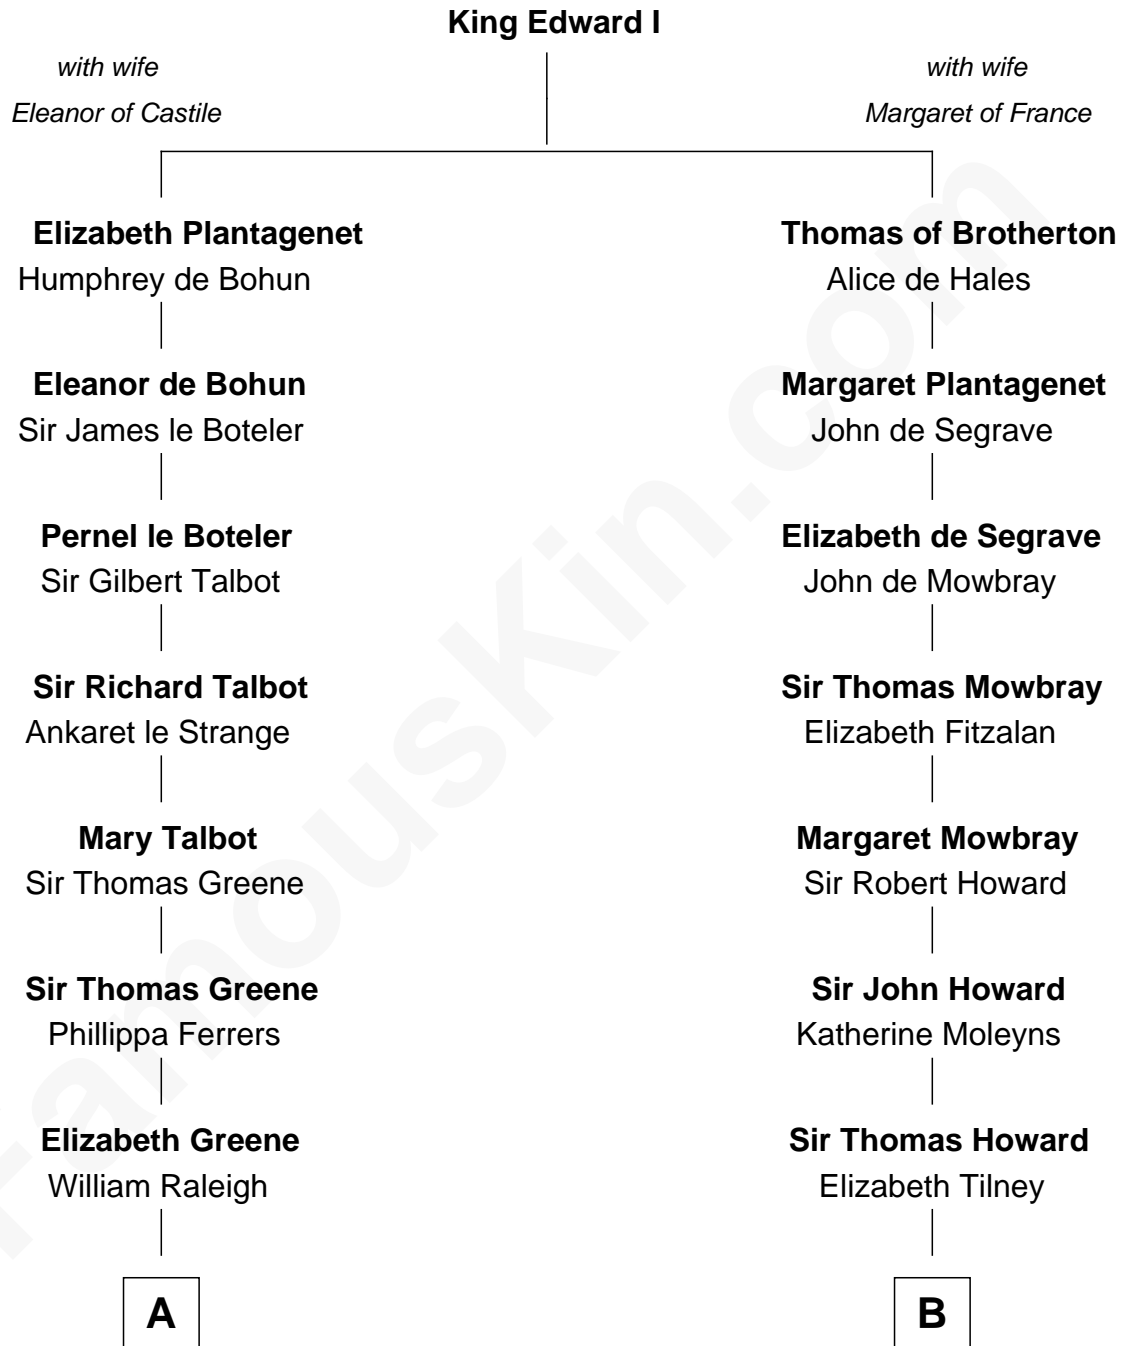 King Edward I
with wife
Eleanor of Castile
with wife
Margaret of France
Elizabeth Plantagenet
Humphrey de Bohun
Thomas of Brotherton
Alice de Hales
Eleanor de Bohun
Sir James le Boteler
Margaret Plantagenet
John de Segrave
Pernel le Boteler
Sir Gilbert Talbot
Elizabeth de Segrave
John de Mowbray
Sir Richard Talbot
Ankaret le Strange
Sir Thomas Mowbray
Elizabeth Fitzalan
Mary Talbot
Sir Thomas Greene
Margaret Mowbray
Sir Robert Howard
Sir Thomas Greene
Phillippa Ferrers
Sir John Howard
Katherine Moleyns
Elizabeth Greene
William Raleigh
Sir Thomas Howard
Elizabeth Tilney
A
B
FamousKin.com